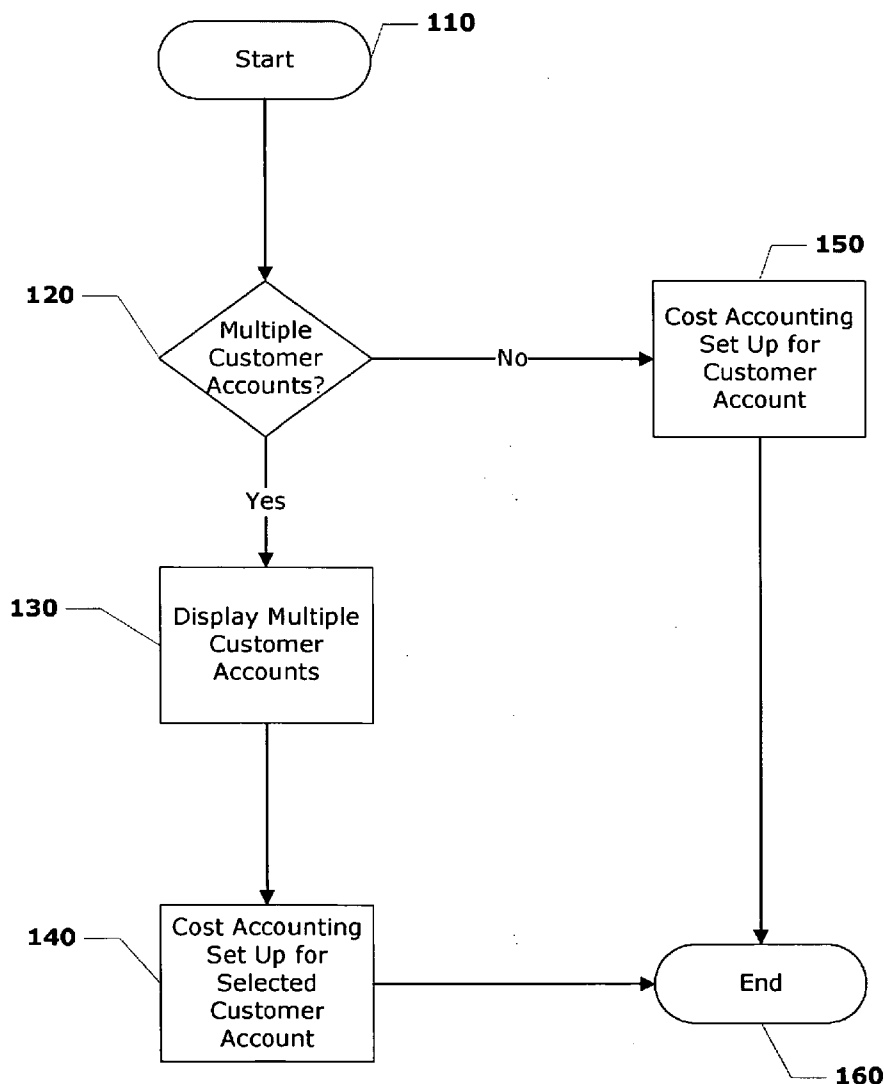 110
Start
120
Multiple
Customer
Accounts?
No
150
Cost Accounting
Set Up for
Customer
Account
Yes
130
Display Multiple
Customer
Accounts
140
Cost Accounting
Set Up for
Selected
Customer
Account
End
160